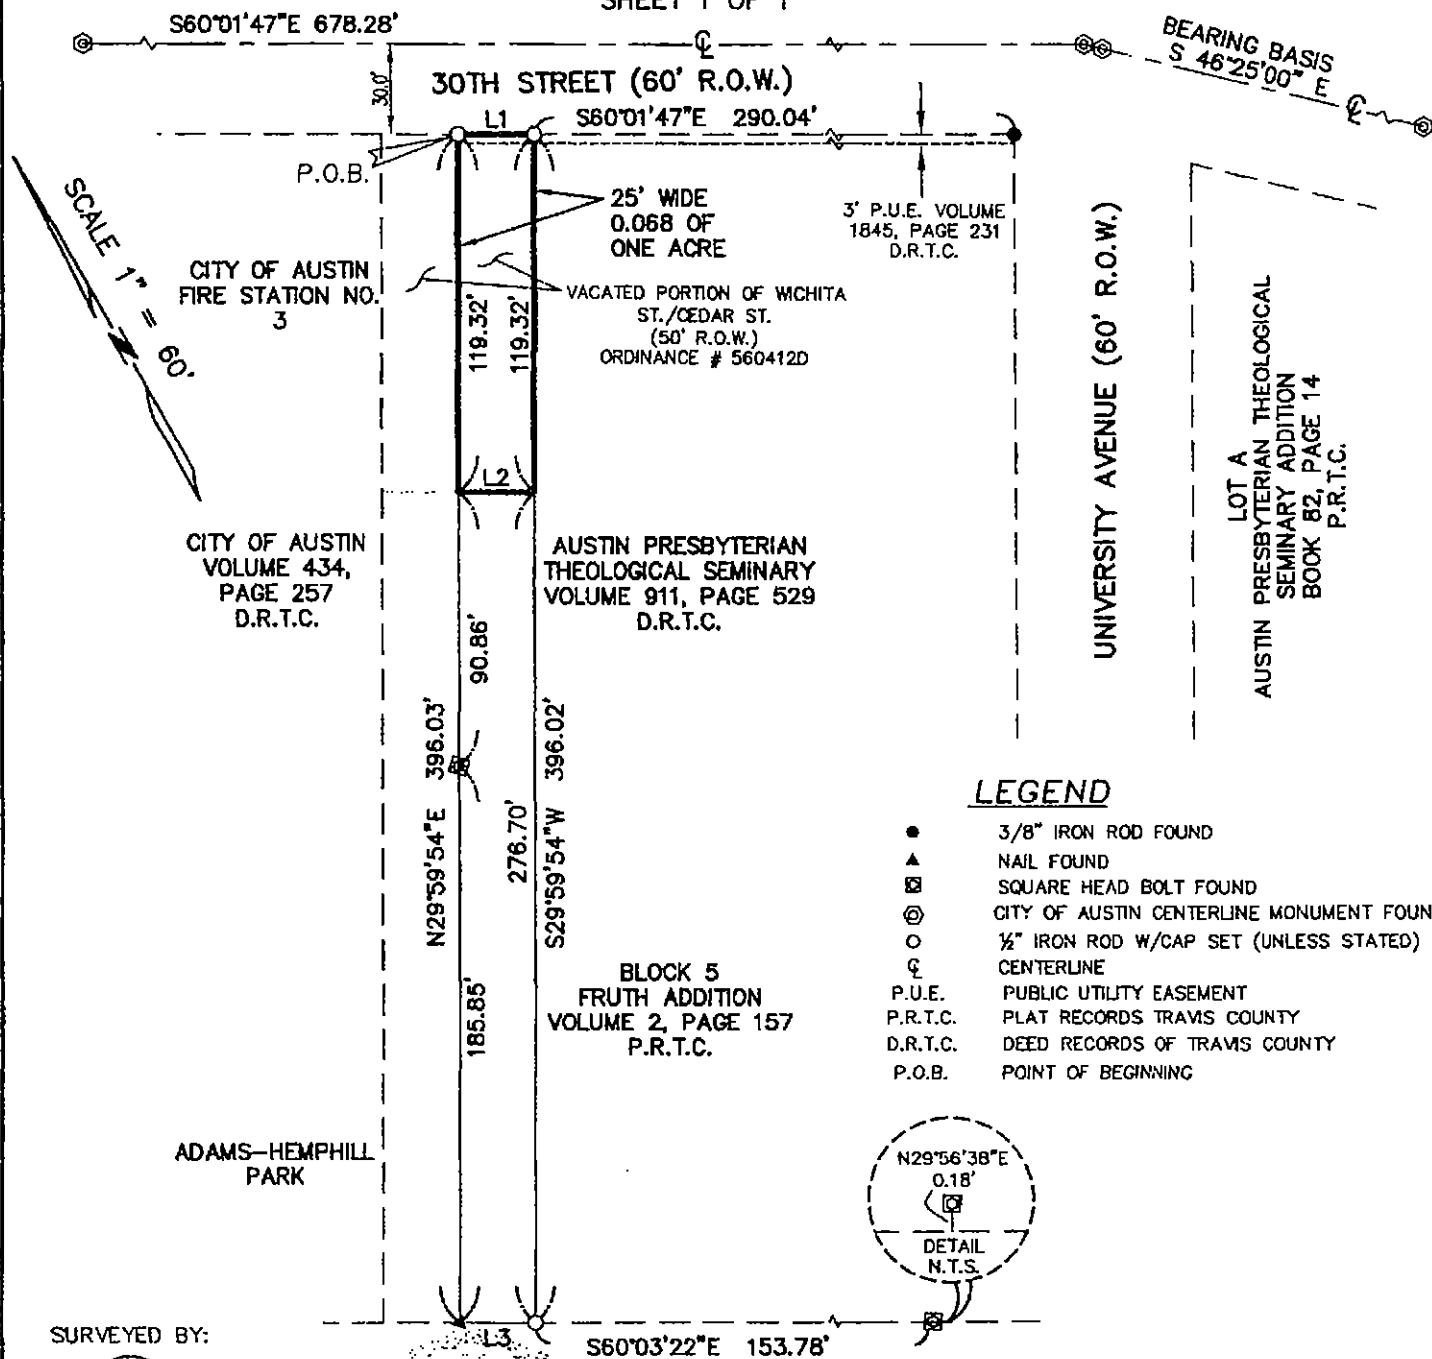 SHEET 1 OF 1
S60°01'47"E 678.28'
BEARING BASIS
S 46°25'00" E
30.0'
30TH STREET (60' R.O.W.)
L1
S60°01'47"E 290.04'
P.O.B.
SCALE 1" = 60'
25' WIDE
0.068 OF
ONE ACRE
3' P.U.E. VOLUME
1845, PAGE 231
D.R.T.C.
CITY OF AUSTIN
FIRE STATION NO.
3
VACATED PORTION OF WICHITA
ST./CEDAR ST.
(50' R.O.W.)
ORDINANCE # 560412D
119.32'
119.32'
UNIVERSITY AVENUE (60' R.O.W.)
LOT A
AUSTIN PRESBYTERIAN THEOLOGICAL
SEMINARY ADDITION
BOOK 82, PAGE 14
P.R.T.C.
L2
CITY OF AUSTIN
VOLUME 434,
PAGE 257
D.R.T.C.
AUSTIN PRESBYTERIAN
THEOLOGICAL SEMINARY
VOLUME 911, PAGE 529
D.R.T.C.
90.86'
N29°59'54"E 396.03'
276.70'
S29°59'54"W 396.02'
185.85'
BLOCK 5
FRUTH ADDITION
VOLUME 2, PAGE 157
P.R.T.C.
LEGEND
3/8" IRON ROD FOUND
NAIL FOUND
SQUARE HEAD BOLT FOUND
CITY OF AUSTIN CENTERLINE MONUMENT FOUN
½" IRON ROD W/CAP SET (UNLESS STATED)
CENTERLINE
P.U.E. PUBLIC UTILITY EASEMENT
P.R.T.C. PLAT RECORDS TRAVIS COUNTY
D.R.T.C. DEED RECORDS OF TRAVIS COUNTY
P.O.B. POINT OF BEGINNING
ADAMS-HEMPHILL
PARK
N29°56'38"E
0.18'
DETAIL
N.T.S.
SURVEYED BY:
L3
S60°03'22"E 153.78'